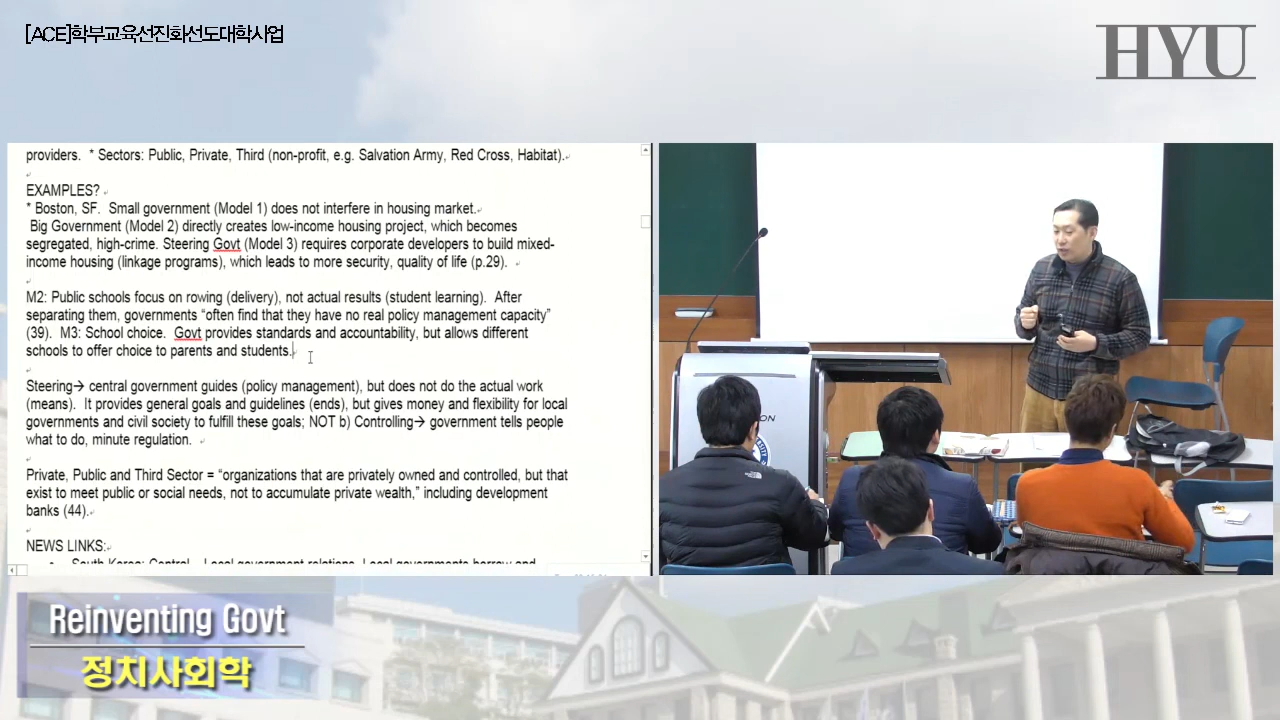 [ACE]학부교육선진화선도대학사업
HYU
providers. * Sectors: Public, Private, Third (non-profit, e.g. Salvation Army, Red Cross, Habitat).
EXAMPLES?
* Boston, SF. Small government (Model 1) does not interfere in housing market.
Big Government (Model 2) directly creates low-income housing project, which becomes
segregated, high-crime. Steering Govt (Model 3) requires corporate developers to build mixed-
income housing (linkage programs), which leads to more security, quality of life (p.29).
M2: Public schools focus on rowing (delivery), not actual results (student learning). After
separating them, governments “often find that they have no real policy management capacity”
(39). M3: School choice. Govt provides standards and accountability, but allows different
schools to offer choice to parents and students.
Steering→ central government guides (policy management), but does not do the actual work
(means). It provides general goals and guidelines (ends), but gives money and flexibility for local
governments and civil society to fulfill these goals; NOT b) Controlling→ government tells people
what to do, minute regulation.
Private, Public and Third Sector = “organizations that are privately owned and controlled, but that
exist to meet public or social needs, not to accumulate private wealth,” including development
banks (44).
NEWS LINKS:
• South Korea: Central - Local government relations. Local governments borrow and
Reinventing Govt
정치사회학